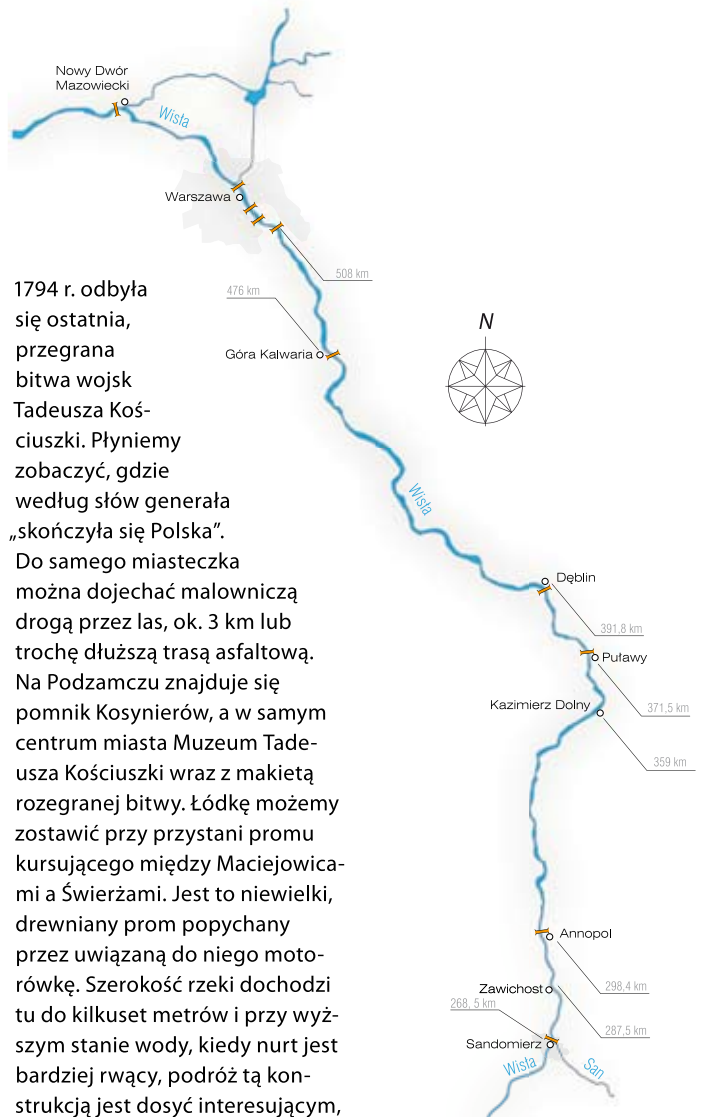 Nowy Dwór
Mazowiecki
Wisła
Warszawa
508 km
476 km
Góra Kalwaria
N
Wisła
Dęblin
391,8 km
Puławy
371,5 km
Kazimierz Dolny
359 km
Annopol
298,4 km
Zawichost
268, 5 km
287,5 km
Sandomierz
Wisła
San
1794 r. odbyła
się ostatnia,
przegrana
bitwa wojsk
Tadeusza Koś-
ciuszki. Płyniemy
zobaczyć, gdzie
według słów generała
„skończyła się Polska”.
Do samego miasteczka
można dojechać malowniczą
drogą przez las, ok. 3 km lub
trochę dłuższą trasą asfaltową.
Na Podzamczu znajduje się
pomnik Kosynierów, a w samym
centrum miasta Muzeum Tade-
usza Kościuszki wraz z makietą
rozegranej bitwy. Łódkę możemy
zostawić przy przystani promu
kursującego między Maciejowica-
mi a Świerżami. Jest to niewielki,
drewniany prom popychany
przez uwiązaną do niego moto-
rówkę. Szerokość rzeki dochodzi
tu do kilkuset metrów i przy wyż-
szym stanie wody, kiedy nurt jest
bardziej rwący, podróż tą kon-
strukcją jest dosyć interesującym,